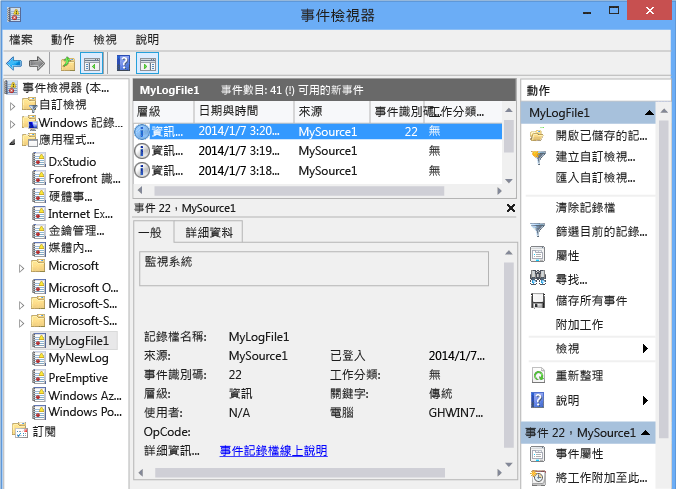 事件檢視器
檔案 動作 檢視 說明
事件檢視器 (本...
自訂檢視
Windows 記錄...
應用程式...
DxStudio
Forefront 識...
硬體事...
Internet Ex...
金鑰管理...
媒體內...
Microsoft
Microsoft O...
Microsoft-S...
Microsoft-S...
MyLogFile1
MyNewLog
PreEmptive
Windows Az...
Windows Po...
訂閱
MyLogFile1 事件數目: 41 (!) 可用的新事件
層級 日期與時間 來源 事件識別碼 工作分類...
資訊... 2014/1/7 3:20... MySource1 22 無
資訊... 2014/1/7 3:19... MySource1 無
資訊... 2014/1/7 3:18... MySource1 無
事件 22，MySource1
一般 詳細資料
監視系統
記錄檔名稱: MyLogFile1
來源: MySource1 已登入 2014/1/7...
事件識別碼: 22 工作分類: 無
層級: 資訊 關鍵字: 傳統
使用者: N/A 電腦 GHWIN7...
OpCode:
詳細資訊... 事件記錄檔線上說明
動作
MyLogFile1
開啟已儲存的記...
建立自訂檢視...
匯入自訂檢視...
清除記錄檔
篩選目前的記錄...
屬性
尋找...
儲存所有事件
附加工作
檢視
重新整理
說明
事件 22，MySource1
事件屬性
將工作附加至此...